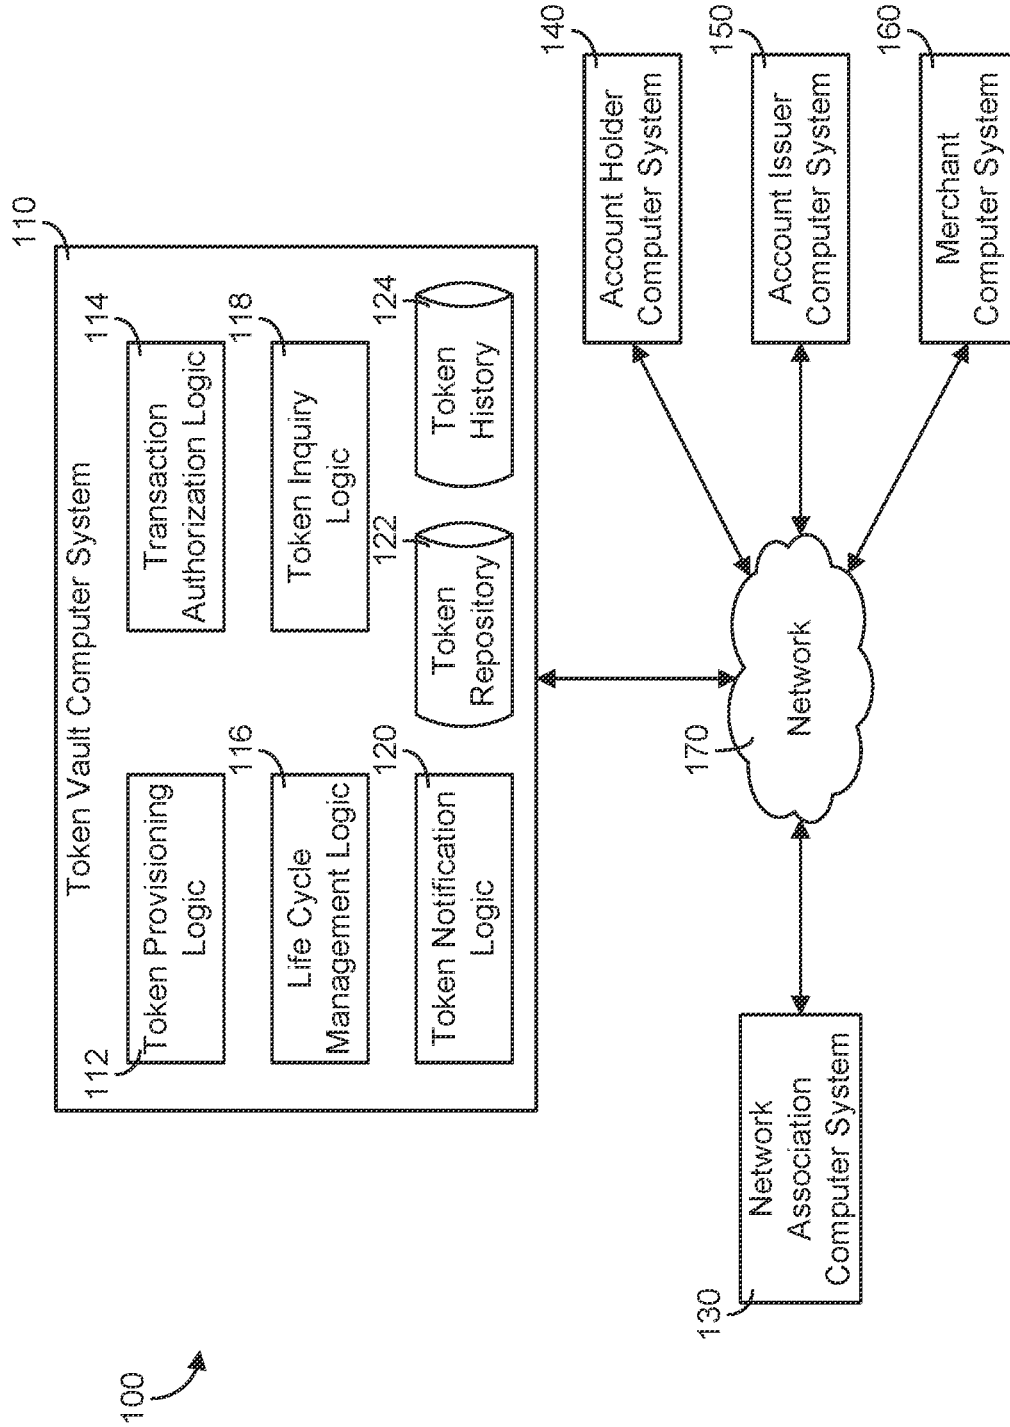 100
110
Token Vault Computer System
112
Token Provisioning
Logic
114
Transaction
Authorization Logic
116
Life Cycle
Management Logic
118
Token Inquiry
Logic
120
Token Notification
Logic
122
Token
Repository
124
Token
History
130
Network
Association
Computer System
170
Network
140
Account Holder
Computer System
150
Account Issuer
Computer System
160
Merchant
Computer System